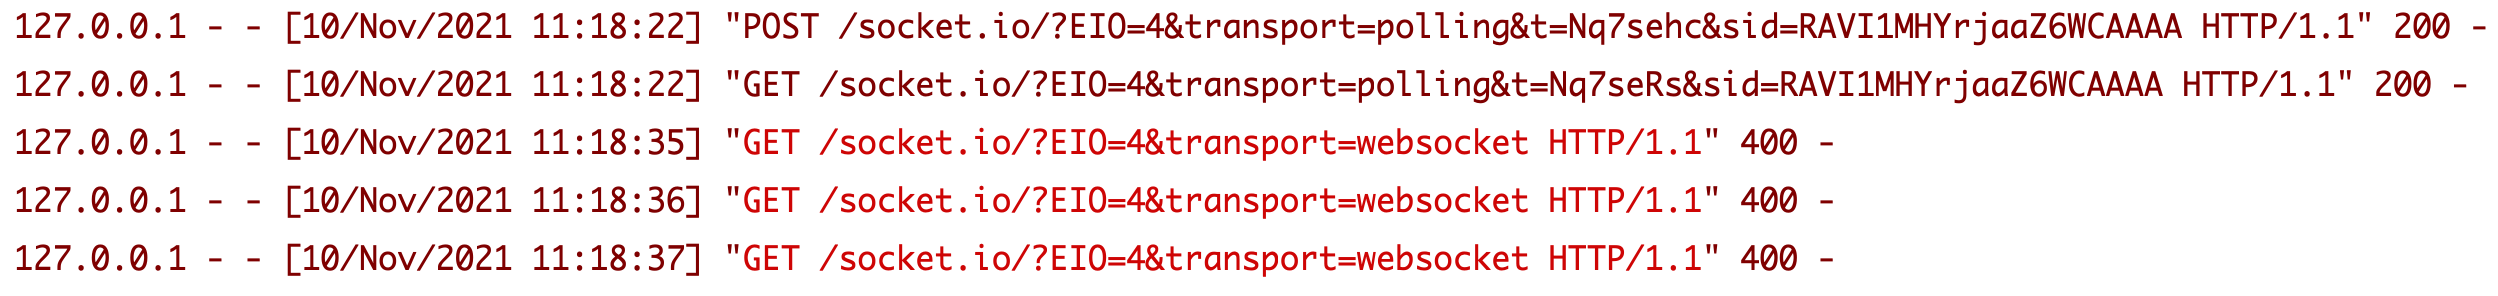 127.0.0.1 - - [10/Nov/2021 11:18:22] "POST /socket.io/?EIO=4&transport=polling&t=Nq7sehc&sid=RAVI1MHYrjaaZ6WCAAAA HTTP/1.1" 200 -
127.0.0.1 - - [10/Nov/2021 11:18:22] "GET /socket.io/?EIO=4&transport=polling&t=Nq7seRs&sid=RAVI1MHYrjaaZ6WCAAAA HTTP/1.1" 200 -
127.0.0.1 - - [10/Nov/2021 11:18:35] "GET /socket.io/?EIO=4&transport=websocket HTTP/1.1" 400 -
127.0.0.1 - - [10/Nov/2021 11:18:36] "GET /socket.io/?EIO=4&transport=websocket HTTP/1.1" 400 -
127.0.0.1 - - [10/Nov/2021 11:18:37] "GET /socket.io/?EIO=4&transport=websocket HTTP/1.1" 400 -